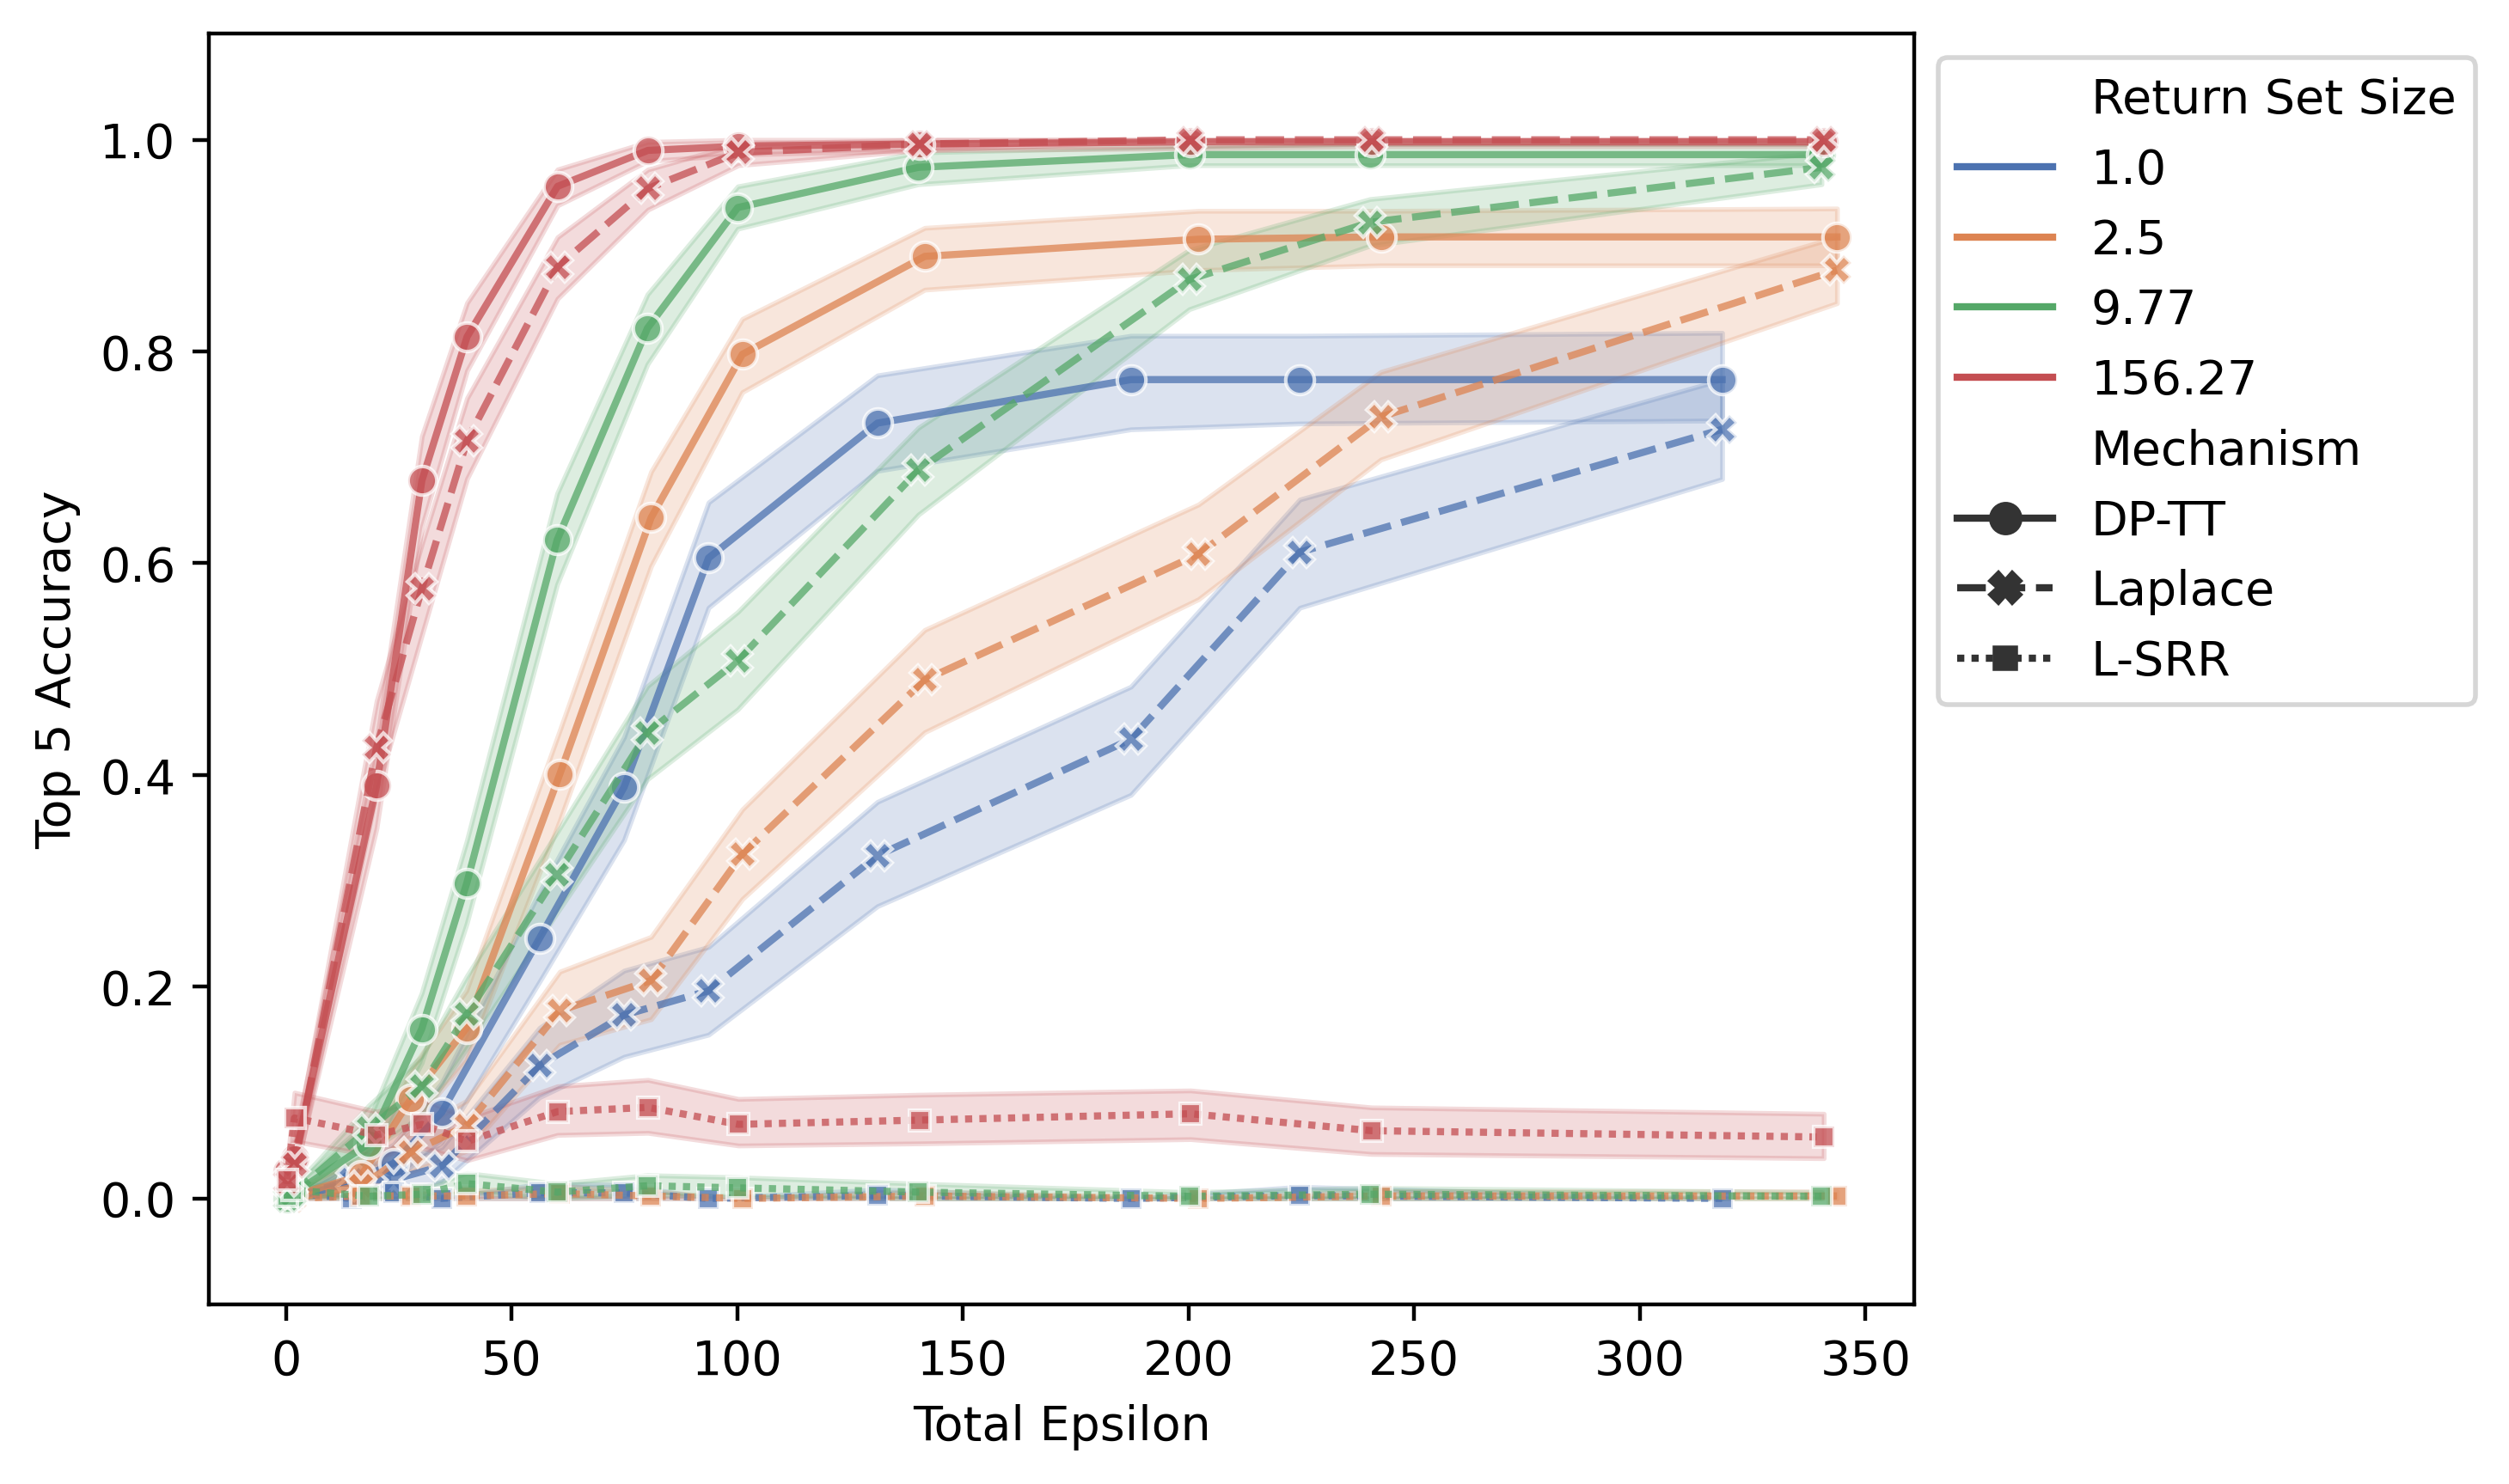 1.0
0.8
0.6
0.4
0.2
0.0
Top 5 Accuracy
0 50 100 150 200 250 300 350
Total Epsilon
Return Set Size
1.0
2.5
9.77
156.27
Mechanism
DP-TT
Laplace
L-SRR